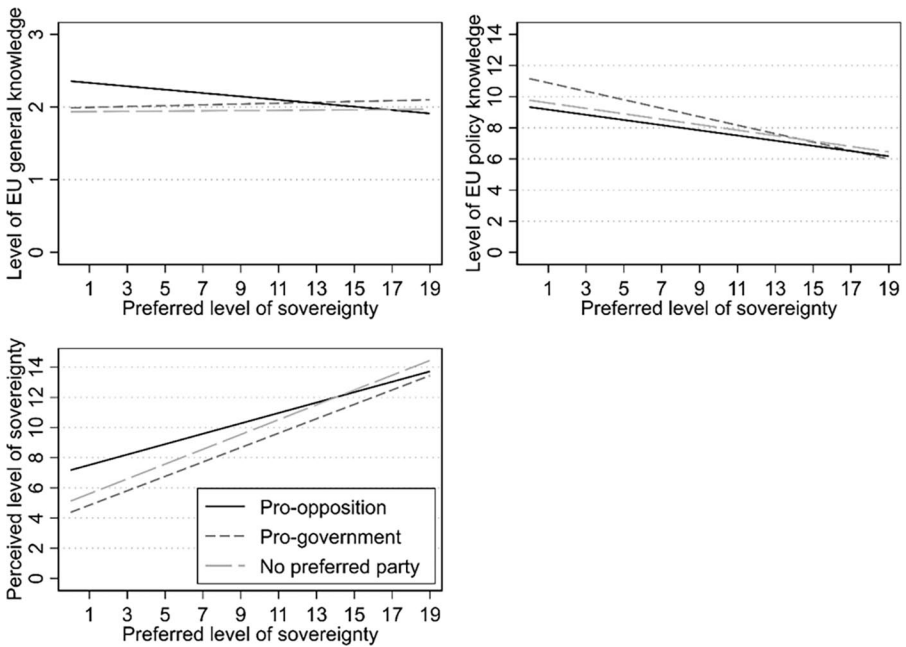 Level of EU general knowledge
3
2
1
0
1 3 5 7 9 11 13 15 17 19
Preferred level of sovereignty
Level of EU policy knowledge
14
12
10
8
6
4
2
0
1 3 5 7 9 11 13 15 17 19
Preferred level of sovereignty
Perceived level of sovereignty
14
12
10
8
6
4
2
0
1 3 5 7 9 11 13 15 17 19
Preferred level of sovereignty
Pro-opposition
Pro-government
No preferred party